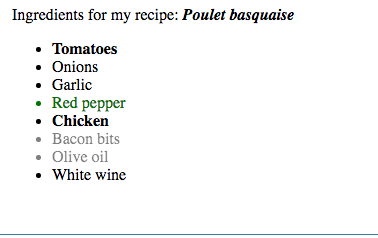 Ingredients for my recipe: Poulet basquaise
Tomatoes
Onions
Garlic
Red pepper
Chicken
Bacon bits
Olive oil
White wine